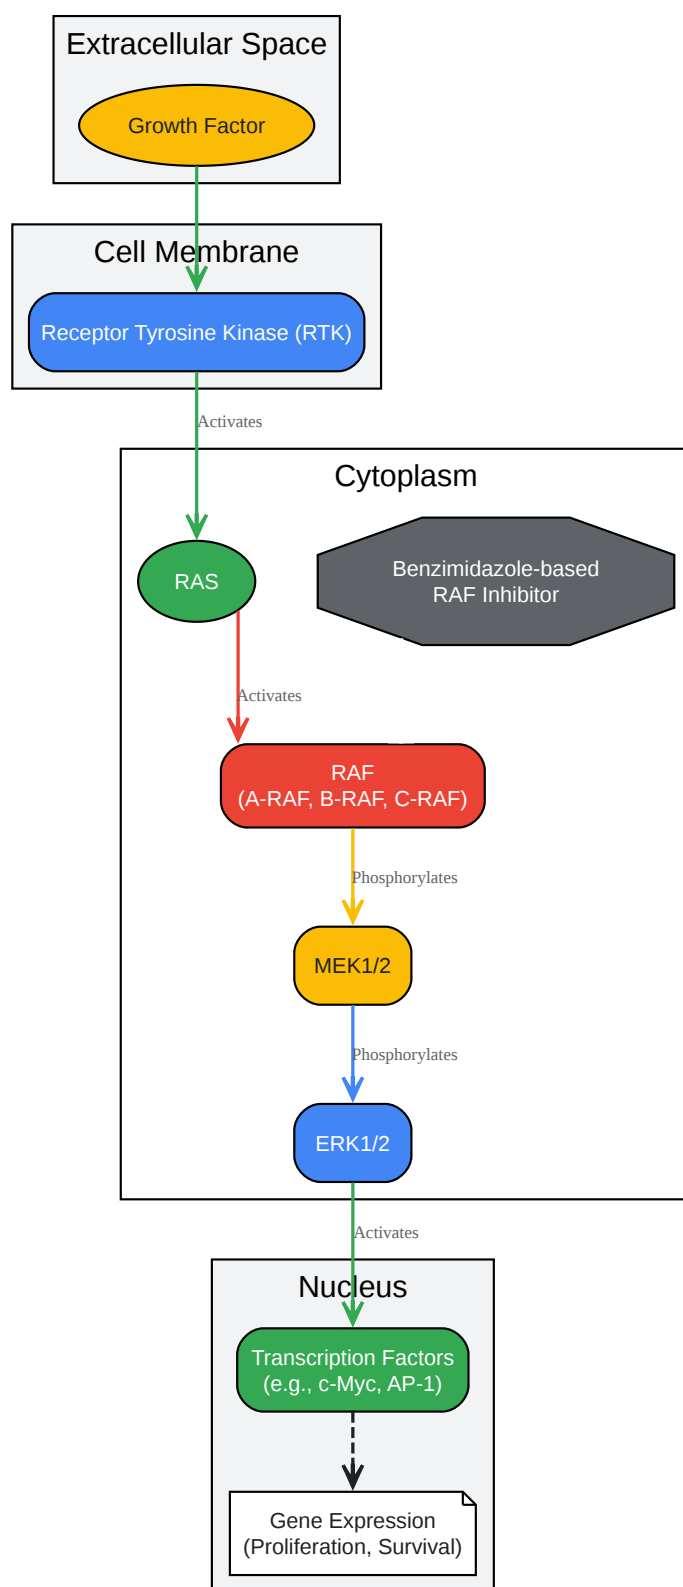 Extracellular Space
Growth Factor
Cell Membrane
Receptor Tyrosine Kinase (RTK)
Activates
Cytoplasm
RAS
Benzimidazole-based
RAF Inhibitor
Activates
RAF
(A-RAF, B-RAF, C-RAF)
Phosphorylates
MEK1/2
Phosphorylates
ERK1/2
Activates
Nucleus
Transcription Factors
(e.g., c-Myc, AP-1)
Gene Expression
(Proliferation, Survival)